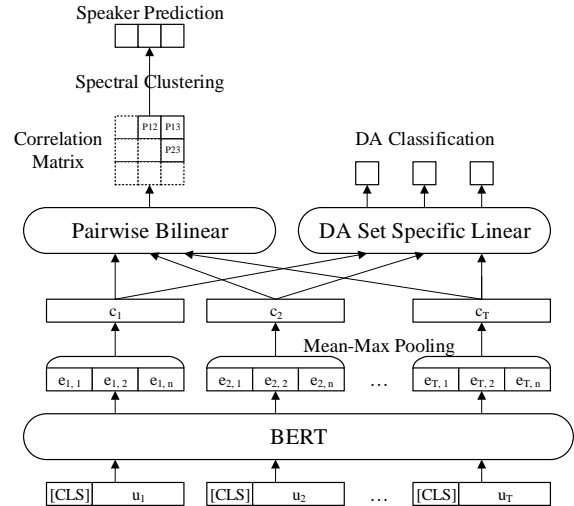 Speaker Prediction
Spectral Clustering
P12 P13
P23
Correlation
Matrix
DA Classification
Pairwise Bilinear
DA Set Specific Linear
c1 c2 cT
Mean-Max Pooling
e1, 1 e1, 2 e1, n e2, 1 e2, 2 e2, n ... eT, 1 eT, 2 eT, n
BERT
[CLS] u1 [CLS] u2 ... [CLS] uT